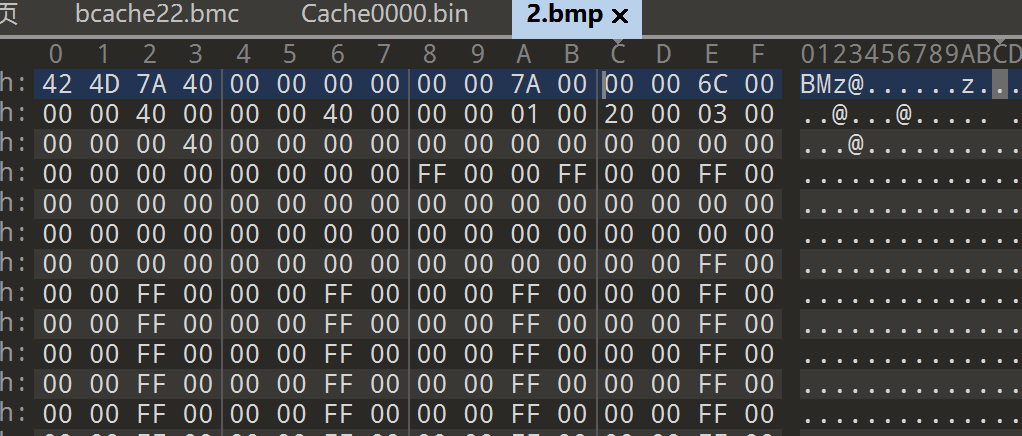 页 bcache22.bmc Cache0000.bin 2.bmp ×
0 1 2 3 4 5 6 7 8 9 A B C D E F 0123456789ABCD
h: 42 4D 7A 40 00 00 00 00 00 00 7A 00 00 00 6C 00 BMz@......z...
h: 00 00 40 00 00 00 40 00 00 00 01 00 20 00 03 00 ..@...@..... .
h: 00 00 00 40 00 00 00 00 00 00 00 00 00 00 00 00 ...@..........
h: 00 00 00 00 00 00 00 00 FF 00 00 FF 00 00 FF 00 ..............
h: 00 00 00 00 00 00 00 00 00 00 00 00 00 00 00 00 ..............
h: 00 00 00 00 00 00 00 00 00 00 00 00 00 00 00 00 ..............
h: 00 00 00 00 00 00 00 00 00 00 00 00 00 00 FF 00 ..............
h: 00 00 FF 00 00 00 FF 00 00 00 FF 00 00 00 FF 00 ..............
h: 00 00 FF 00 00 00 FF 00 00 00 FF 00 00 00 FF 00 ..............
h: 00 00 FF 00 00 00 FF 00 00 00 FF 00 00 00 FF 00 ..............
h: 00 00 FF 00 00 00 FF 00 00 00 FF 00 00 00 FF 00 ..............
h: 00 00 FF 00 00 00 FF 00 00 00 FF 00 00 00 FF 00 ..............